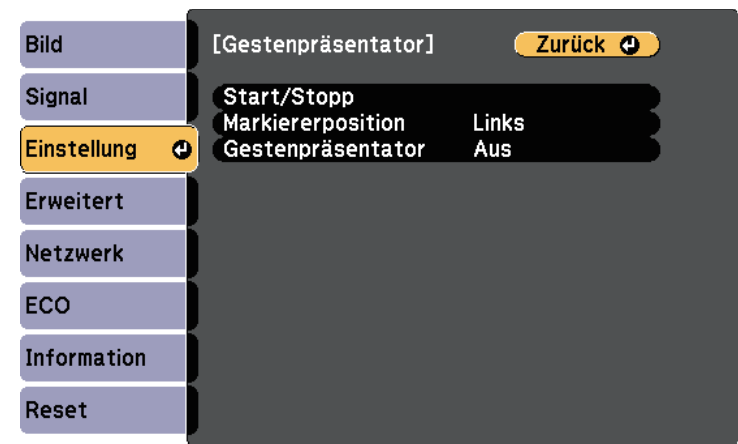 Bild
Signal
Einstellung
Erweitert
Netzwerk
ECO
Information
Reset
[Gestenpräsentator] Zurück
Start/Stopp
Markiererposition Links
Gestenpräsentator Aus